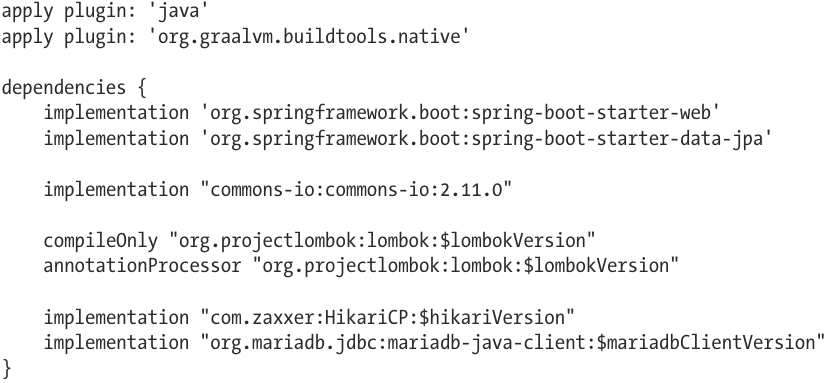 apply plugin: 'java'
apply plugin: 'org.graalvm.buildtools.native'

dependencies {
    implementation 'org.springframework.boot:spring-boot-starter-web'
    implementation 'org.springframework.boot:spring-boot-starter-data-jpa'

    implementation "commons-io:commons-io:2.11.0"

    compileOnly "org.projectlombok:lombok:$lombokVersion"
    annotationProcessor "org.projectlombok:lombok:$lombokVersion"

    implementation "com.zaxxer:HikariCP:$hikariVersion"
    implementation "org.mariadb.jdbc:mariadb-java-client:$mariadbClientVersion"
}